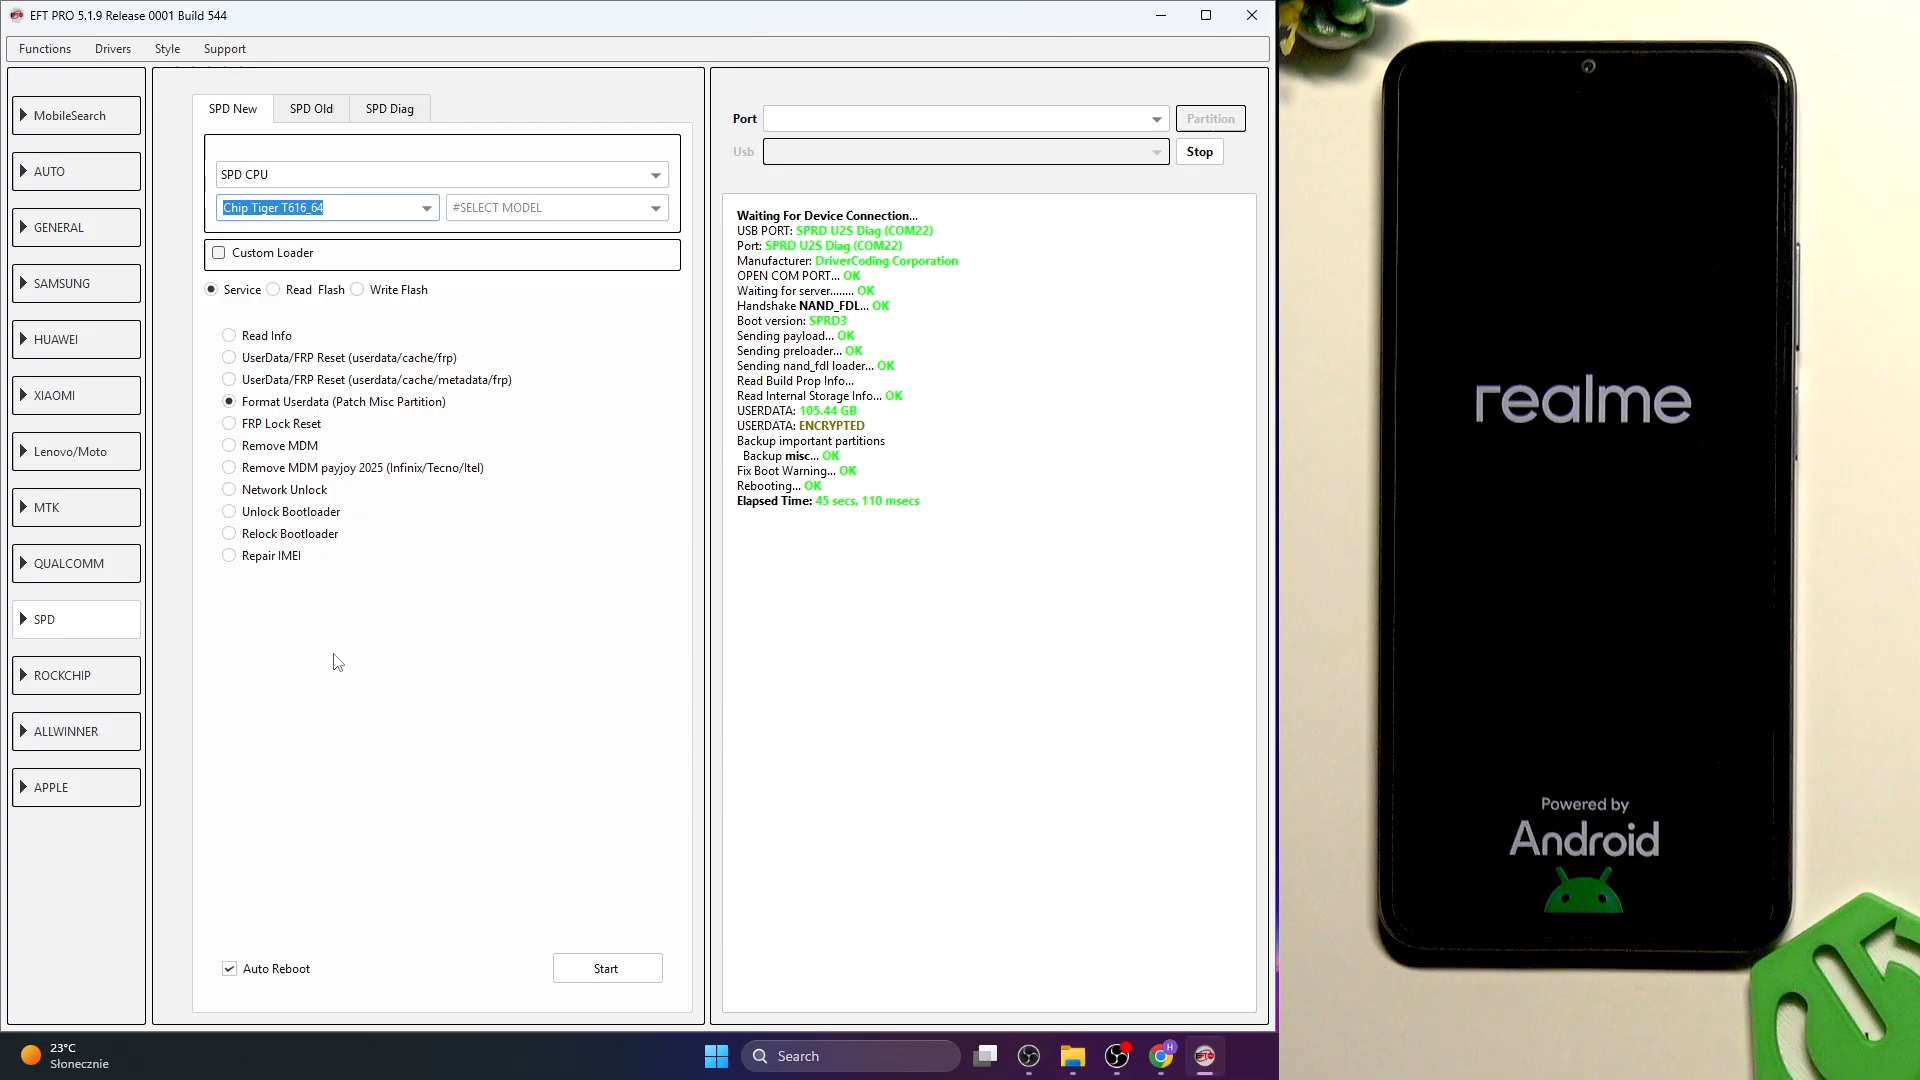 EFT PRO 5.1.9 Release 0001 Build 544
Functions Drivers Style Support
MobileSearch
AUTO
GENERAL
SAMSUNG
HUAWEI
XIAOMI
Lenovo/Moto
MTK
QUALCOMM
SPD
ROCKCHIP
ALLWINNER
APPLE
SPD New SPD Old SPD Diag
SPD CPU
Chip Tiger T616_64 #SELECT MODEL
Custom Loader
Service Read Flash Write Flash
Read Info
UserData/FRP Reset (userdata/cache/frp)
UserData/FRP Reset (userdata/cache/metadata/frp)
Format Userdata (Patch Misc Partition)
FRP Lock Reset
Remove MDM
Remove MDM payjoy 2025 (Infinix/Tecno/Itel)
Network Unlock
Unlock Bootloader
Relock Bootloader
Repair IMEI
Auto Reboot Start
Port Partition
Usb Stop
Waiting For Device Connection...
USB PORT: SPRD U2S Diag (COM22)
Port: SPRD U2S Diag (COM22)
Manufacturer: DriverCoding Corporation
OPEN COM PORT... OK
Waiting for server........ OK
Handshake NAND_FDL... OK
Boot version: SPRD3
Sending payload... OK
Sending preloader... OK
Sending nand_fdl loader... OK
Read Build Prop Info...
Read Internal Storage Info... OK
USERDATA: 105.44 GB
USERDATA: ENCRYPTED
Backup important partitions
Backup misc... OK
Fix Boot Warning... OK
Rebooting... OK
Elapsed Time: 45 secs, 110 msecs
23°C
Słonecznie
Search
H
realme
Powered by
Android